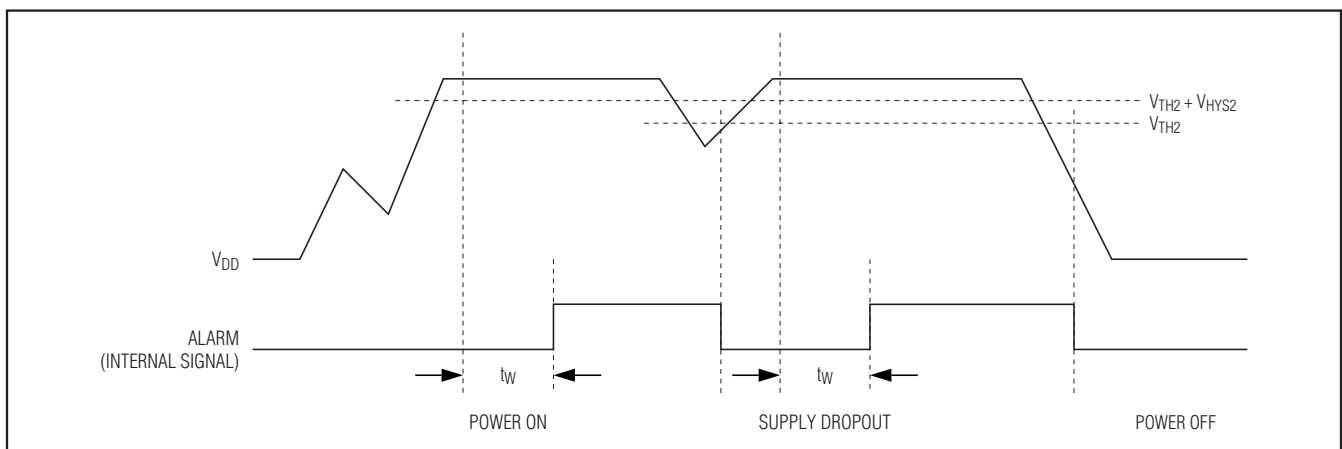 VTH2 + VHYS2
VTH2
VDD
ALARM
(INTERNAL SIGNAL)
tW
tW
POWER ON
SUPPLY DROPOUT
POWER OFF